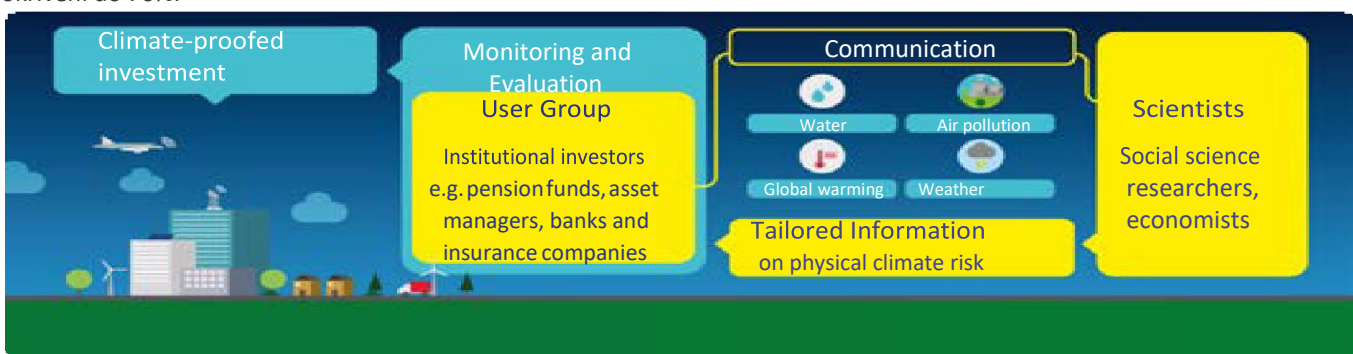 Climate-proofed
investment
Monitoring and
Evaluation
User Group
Institutional investors
e.g. pension funds, asset
managers, banks and
insurance companies
Communication
Water
Air pollution
Global warming
Weather
Tailored Information
on physical climate risk
Scientists
Social science
researchers,
economists